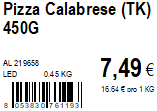 Pizza Calabrese (TK)
450G
AL 219658
LED 0.45 KG
7,49 €
16.64 € pro 1 KG
8 053830 761193